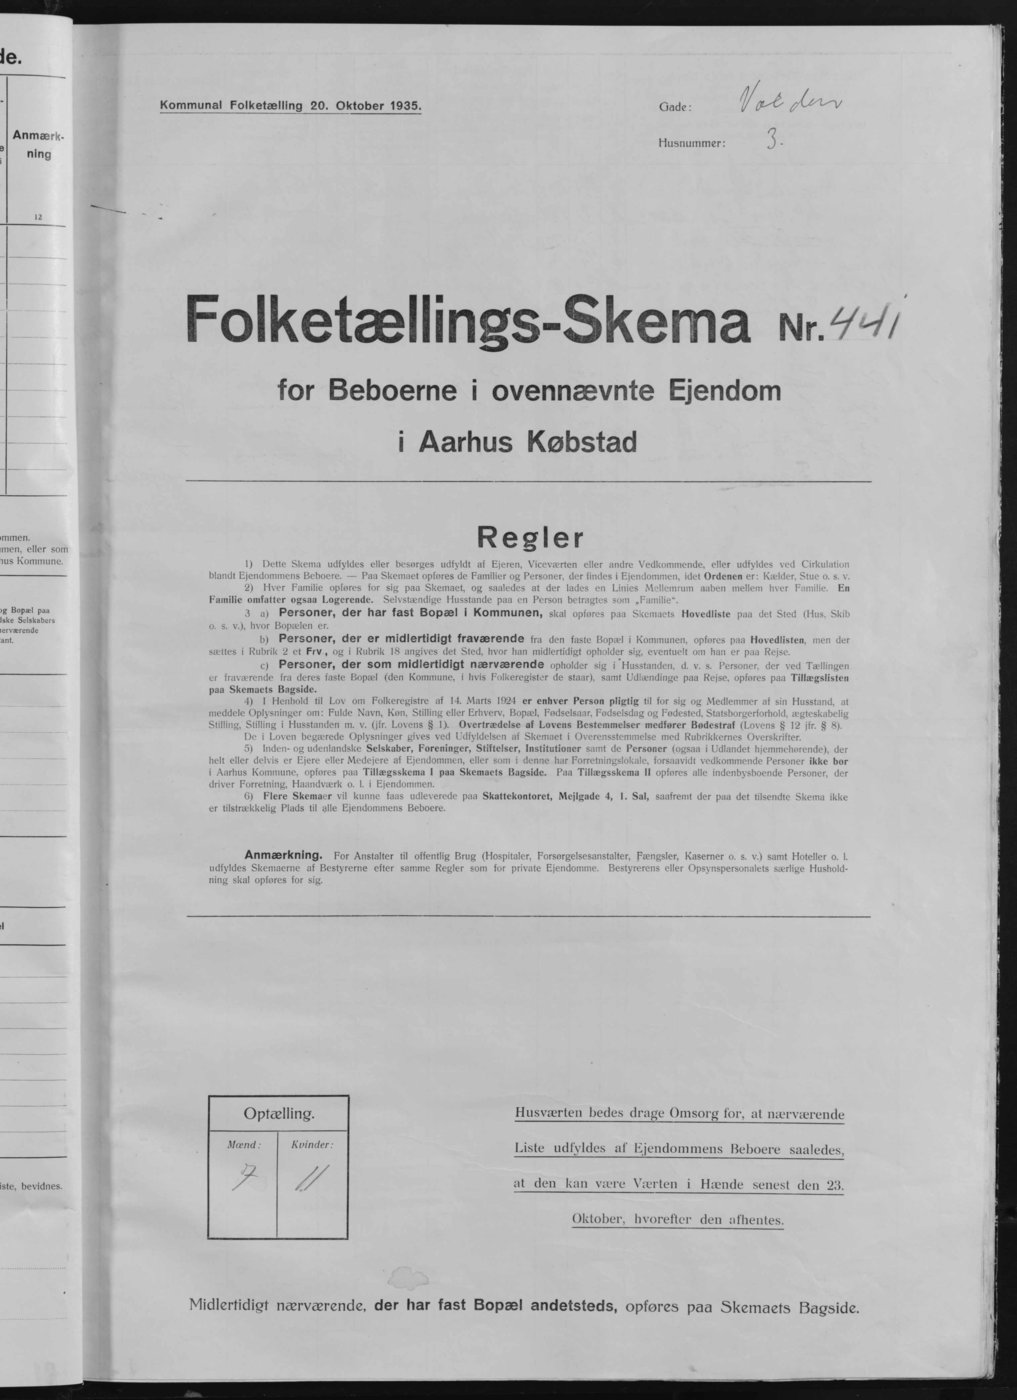 de.
Anmærk-
ning
12
ommen.
mmen, eller som
hus Kommune.
og Bopæl paa
dske Selskabers
nerværende
tant.
el
iste, bevidnes.
Kommunal Folketælling 20. Oktober 1935.
Gade: Volden
Husnummer: 3.
Folketællings-Skema Nr. 441
for Beboerne i ovennævnte Ejendom
i Aarhus Købstad
Regler
1) Dette Skema udfyldes eller besørges udfyldt af Ejeren, Viceværten eller andre Vedkommende, eller udfyldes ved Cirkulation
blandt Ejendommens Beboere. — Paa Skemaet opføres de Familier og Personer, der findes i Ejendommen, idet Ordenen er: Kælder, Stue o. s. v.
2) Hver Familie opføres for sig paa Skemaet, og saaledes at der lades en Linies Mellemrum aaben mellem hver Familie. En
Familie omfatter ogsaa Logerende. Selvstændige Husstande paa en Person betragtes som „Familie“.
3 a) Personer, der har fast Bopæl i Kommunen, skal opføres paa Skemaets Hovedliste paa det Sted (Hus, Skib
o. s. v.), hvor Bopælen er.
b) Personer, der er midlertidigt fraværende fra den faste Bopæl i Kommunen, opføres paa Hovedlisten, men der
sættes i Rubrik 2 et Frv., og i Rubrik 18 angives det Sted, hvor han midlertidigt opholder sig, eventuelt om han er paa Rejse.
c) Personer, der som midlertidigt nærværende opholder sig i Husstanden, d. v. s. Personer, der ved Tællingen
er fraværende fra deres faste Bopæl (den Kommune, i hvis Folkeregister de staar), samt Udlændinge paa Rejse, opføres paa Tillægslisten
paa Skemaets Bagside.
4) I Henhold til Lov om Folkeregistre af 14. Marts 1924 er enhver Person pligtig til for sig og Medlemmer af sin Husstand, at
meddele Oplysninger om: Fulde Navn, Køn, Stilling eller Erhverv, Bopæl, Fødselsaar, Fødselsdag og Fødested, Statsborgerforhold, ægteskabelig
Stilling, Stilling i Husstanden m. v. (jfr. Lovens § 1). Overtrædelse af Lovens Bestemmelser medfører Bødestraf (Lovens § 12 jfr. § 8).
De i Loven begærede Oplysninger gives ved Udfyldelsen af Skemaet i Overensstemmelse med Rubrikkernes Overskrifter.
5) Inden- og udenlandske Selskaber, Foreninger, Stiftelser, Institutioner samt de Personer (ogsaa i Udlandet hjemmehørende), der
helt eller delvis er Ejere eller Medejere af Ejendommen, eller som i denne har Forretningslokale, forsaavidt vedkommende Personer ikke bor
i Aarhus Kommune, opføres paa Tillægsskema I paa Skemaets Bagside. Paa Tillægsskema II opføres alle indenbysboende Personer, der
driver Forretning, Haandværk o. l. i Ejendommen.
6) Flere Skemaer vil kunne faas udleverede paa Skattekontoret, Mejlgade 4, 1. Sal, saafremt der paa det tilsendte Skema ikke
er tilstrækkelig Plads til alle Ejendommens Beboere.
Anmærkning. For Anstalter til offentlig Brug (Hospitaler, Forsørgelsesanstalter, Fængsler, Kaserner o. s. v.) samt Hoteller o. l.
udfyldes Skemaerne af Bestyrerne efter samme Regler som for private Ejendomme. Bestyrerens eller Opsynspersonalets særlige Hushold-
ning skal opføres for sig.
Optælling.
Mænd: Kvinder:
7 11
Husværten bedes drage Omsorg for, at nærværende
Liste udfyldes af Ejendommens Beboere saaledes,
at den kan være Værten i Hænde senest den 23.
Oktober, hvorefter den afhentes.
Midlertidigt nærværende, der har fast Bopæl andetsteds, opføres paa Skemaets Bagside.